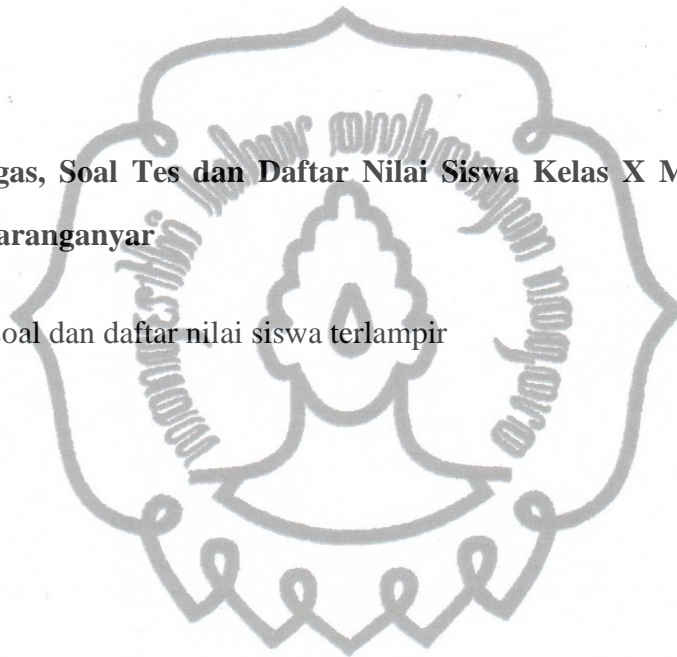 gas, Soal Tes dan Daftar Nilai Siswa Kelas X M
aranganyar
oal dan daftar nilai siswa terlampir